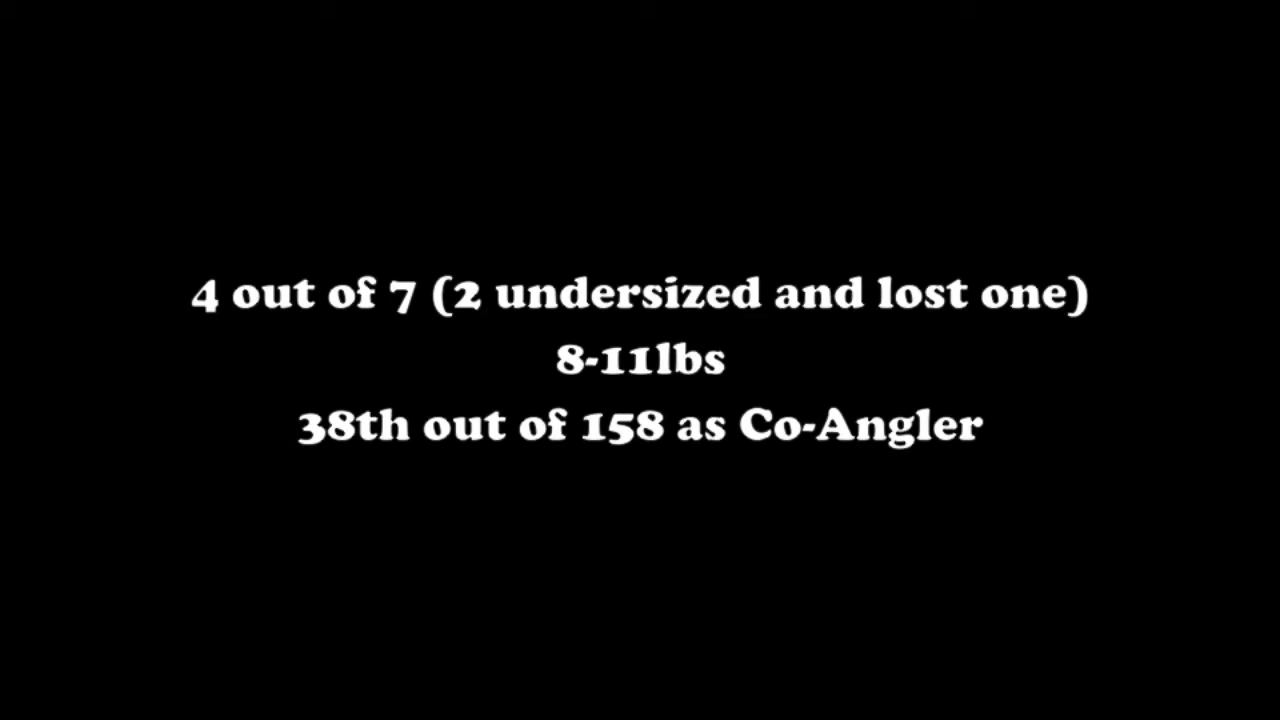 4 out of 7 (2 undersized and lost one)
8-11lbs
38th out of 158 as Co-Angler